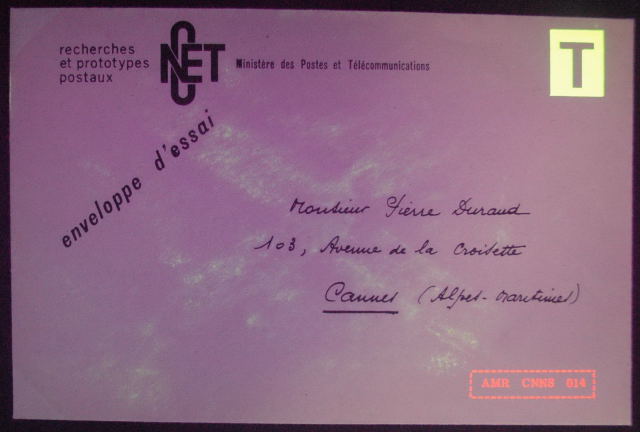 recherches
et prototypes
postaux
CNET
Ministère des Postes et Télécommunications
T
enveloppe d'essai
Monsieur Pierre Durand
103, Avenue de la Croisette
Cannes (Alpes-Maritimes)
AMR CNNS 014